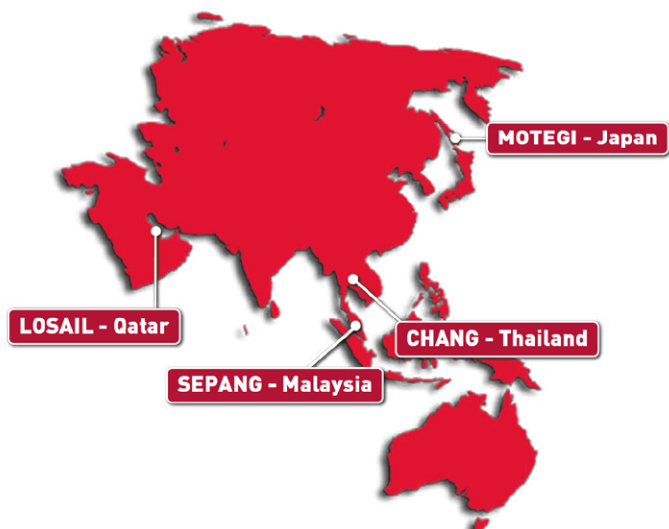 MOTEGI - Japan
LOSAIL - Qatar
CHANG - Thailand
SEPANG - Malaysia